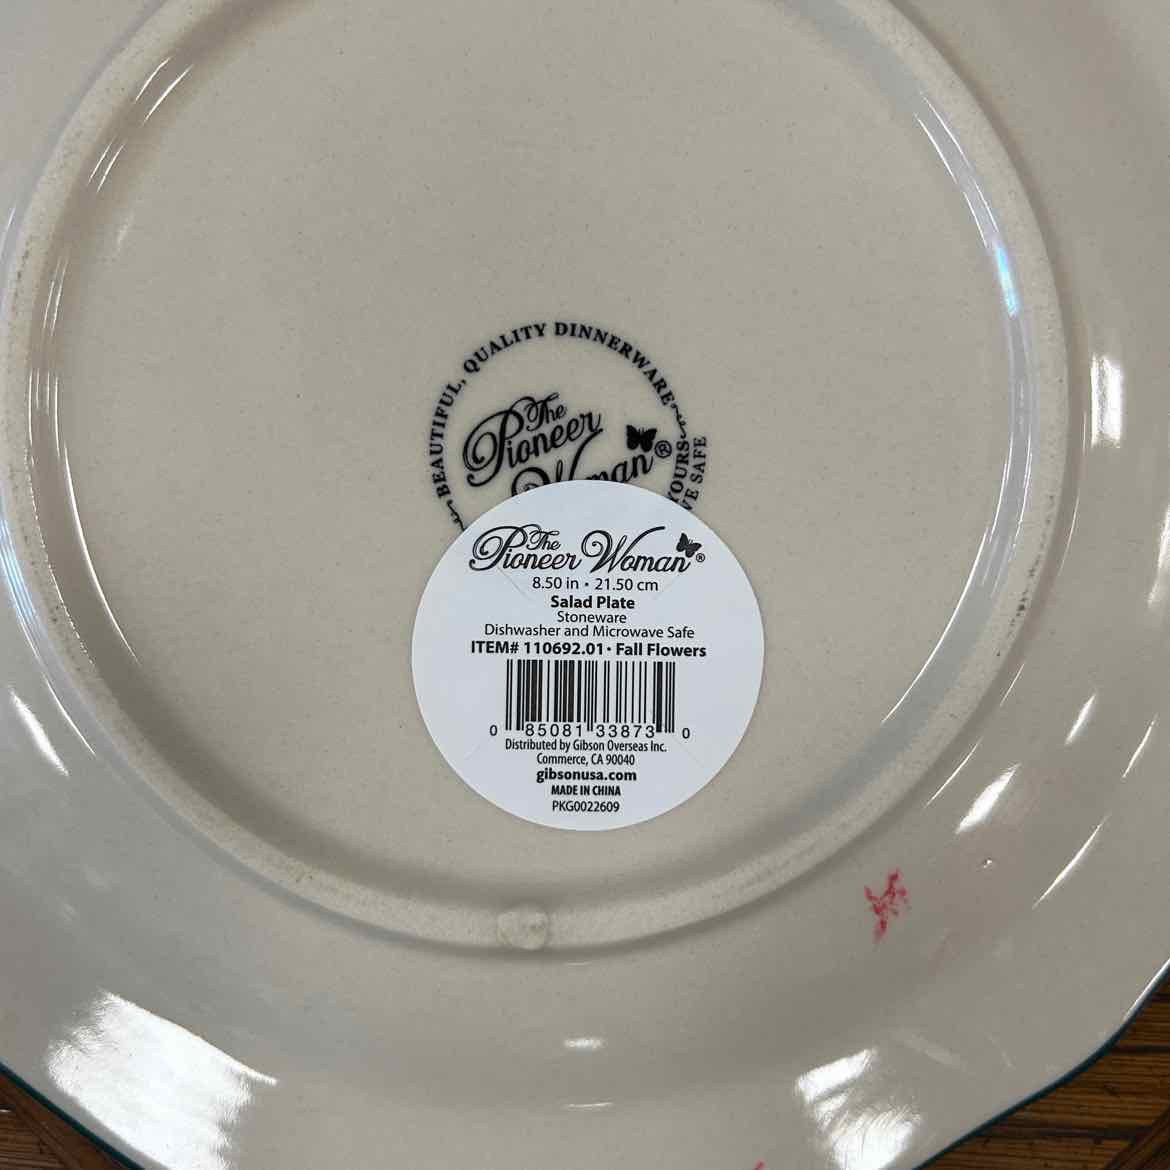 BEAUTIFUL, QUALITY DINNERWARE
The
Pioneer
Woman®
YOURS
SAFE
The
Pioneer Woman®
8.50 in • 21.50 cm
Salad Plate
Stoneware
Dishwasher and Microwave Safe
ITEM# 110692.01 • Fall Flowers
0 85081 33873 0
Distributed by Gibson Overseas Inc.
Commerce, CA 90040
gibsonusa.com
MADE IN CHINA
PKG0022609